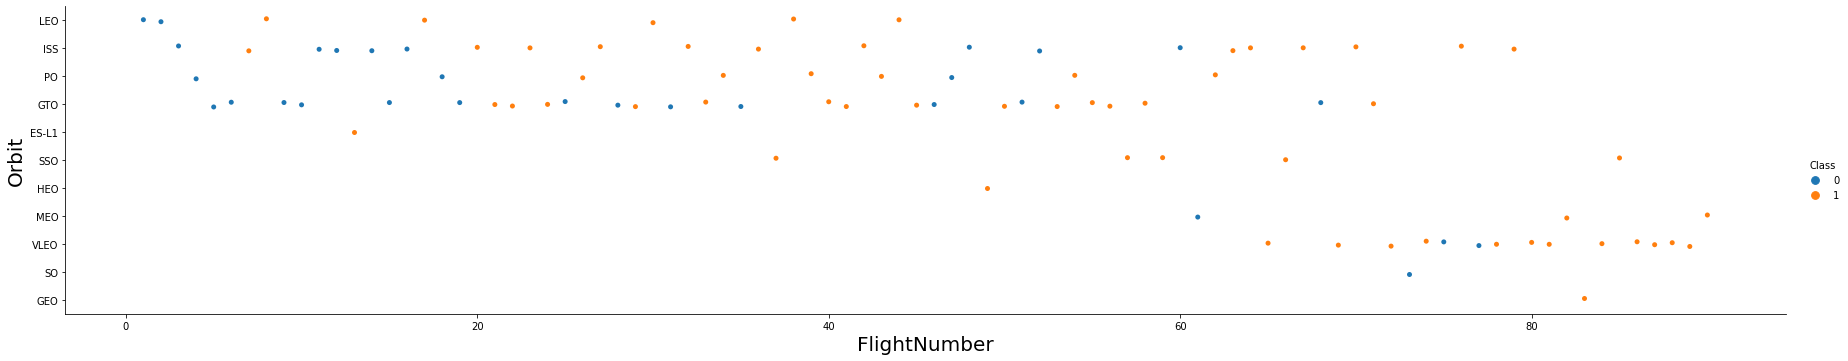 Orbit
LEO
ISS
PO
GTO
ES-L1
SSO
HEO
MEO
VLEO
SO
GEO
0
20
40
60
80
FlightNumber
Class
0
1